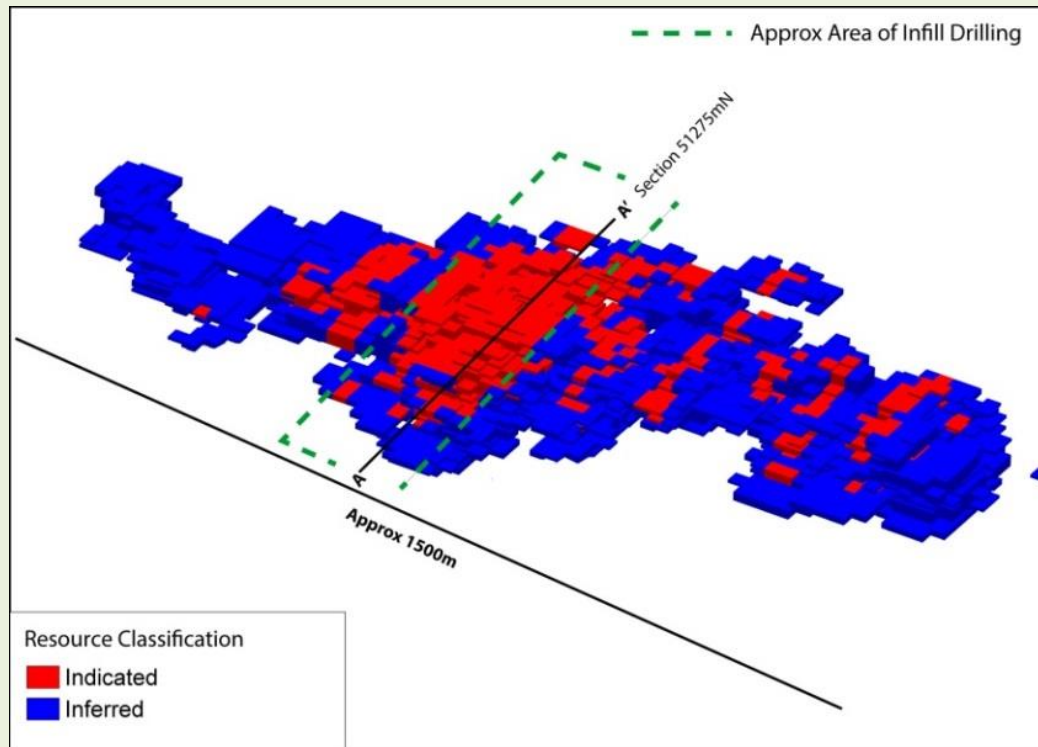 Approx Area of Infill Drilling
A' Section 51275mN
A
Approx 1500m
Resource Classification
Indicated
Inferred